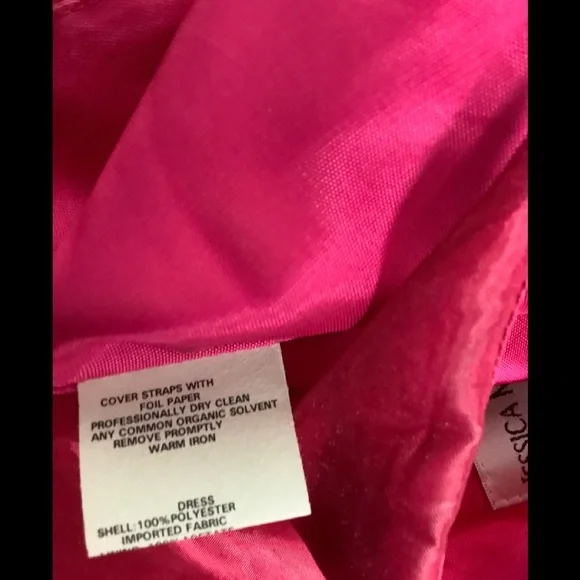 COVER STRAPS WITH
FOIL PAPER
PROFESSIONALLY DRY CLEAN
ANY COMMON ORGANIC SOLVENT
REMOVE PROMPTLY
WARM IRON
DRESS
SHELL:100%POLYESTER
IMPORTED FABRIC